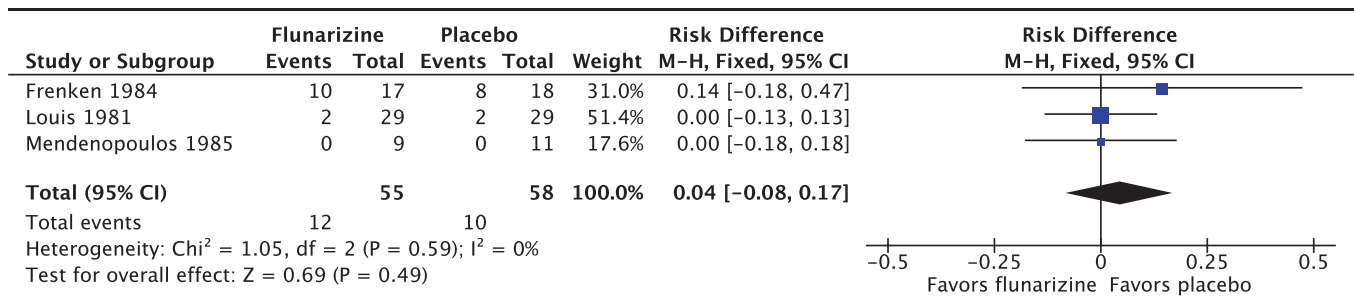 Flunarizine Placebo Risk Difference Risk Difference
Study or Subgroup Events Total Events Total Weight M-H, Fixed, 95% CI M-H, Fixed, 95% CI
Frenken 1984 10 17 8 18 31.0% 0.14 [-0.18, 0.47]
Louis 1981 2 29 2 29 51.4% 0.00 [-0.13, 0.13]
Mendenopoulos 1985 0 9 0 11 17.6% 0.00 [-0.18, 0.18]
Total (95% CI) 55 58 100.0% 0.04 [-0.08, 0.17]
Total events 12 10
Heterogeneity: Chi² = 1.05, df = 2 (P = 0.59); I² = 0%
Test for overall effect: Z = 0.69 (P = 0.49)
-0.5 -0.25 0 0.25 0.5
Favors flunarizine Favors placebo